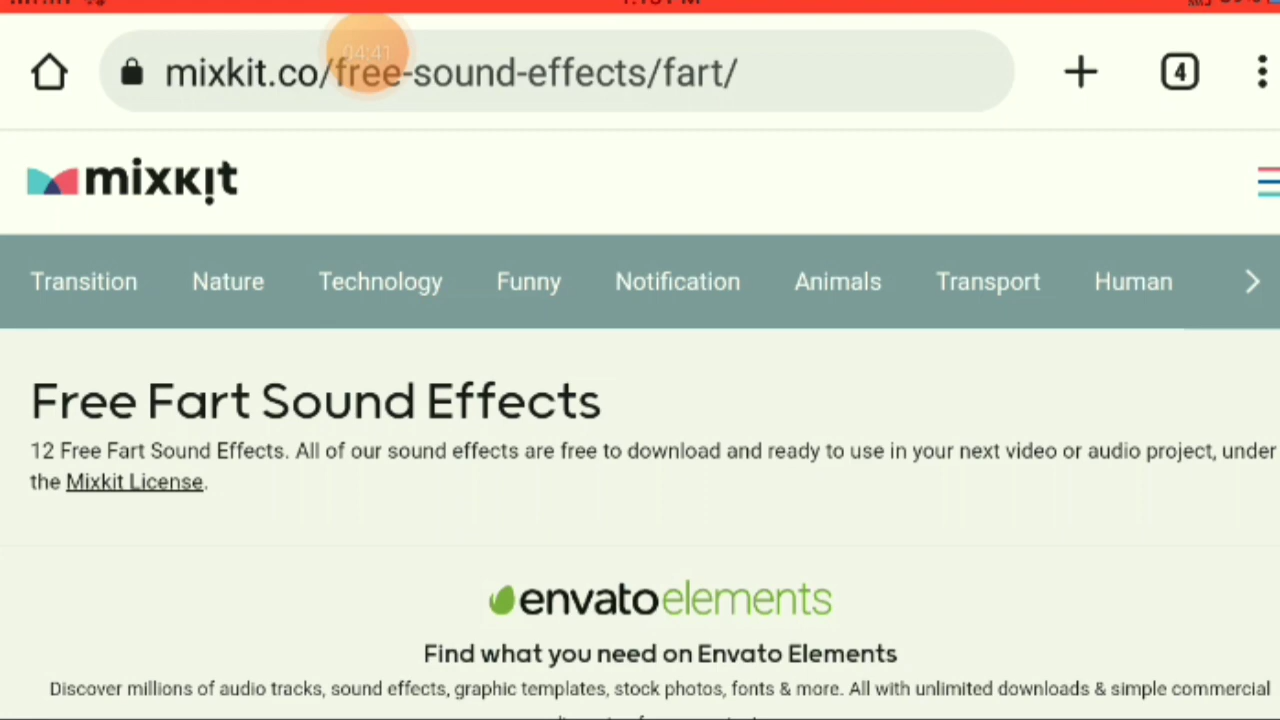 04:41
4
mixkit.co/free-sound-effects/fart/
mixkit
Transition Nature Technology Funny Notification Animals Transport Human
Free Fart Sound Effects
12 Free Fart Sound Effects. All of our sound effects are free to download and ready to use in your next video or audio project, under
the Mixkit License.
envatoelements
Find what you need on Envato Elements
Discover millions of audio tracks, sound effects, graphic templates, stock photos, fonts & more. All with unlimited downloads & simple commercial